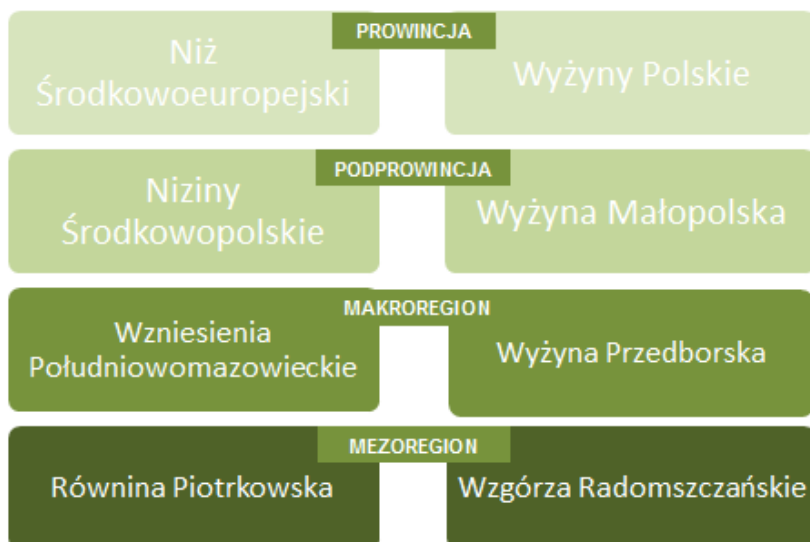 PROWINCJA
Niż
Środkowoeuropejski
Wyżyny Polskie
PODPROWINCJA
Niziny
Środkowopolskie
Wyżyna Małopolska
MAKROREGION
Wzniesienia
Południowomazowieckie
Wyżyna Przedborska
MEZOREGION
Równina Piotrkowska
Wzgórza Radomszczańskie